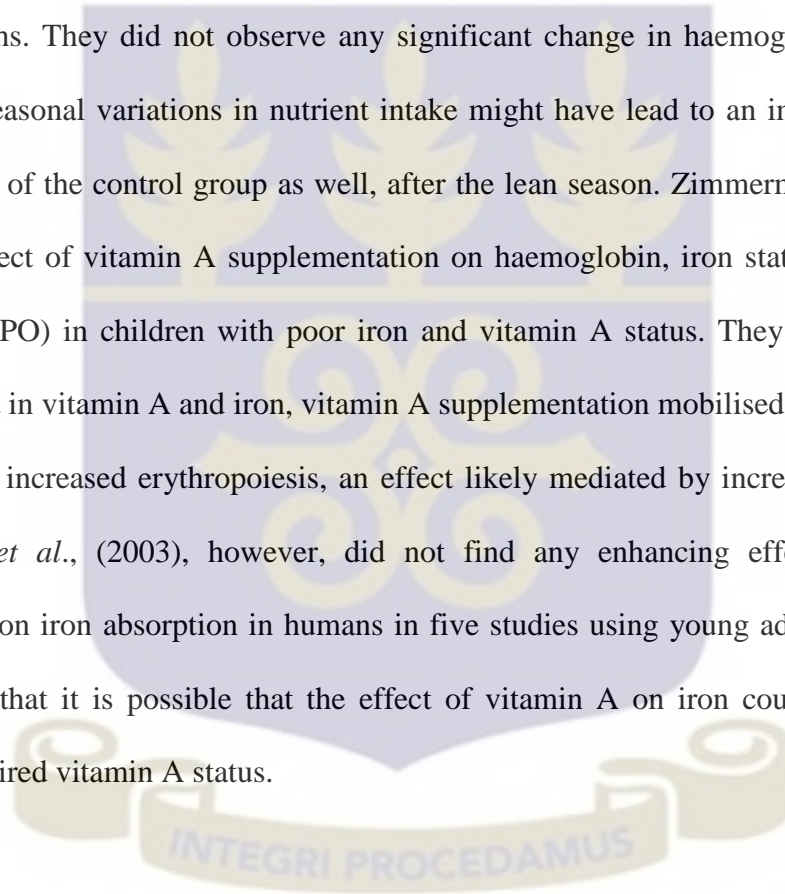 ns. They did not observe any significant change in haemog
easonal variations in nutrient intake might have lead to an in
of the control group as well, after the lean season. Zimmern
ect of vitamin A supplementation on haemoglobin, iron stat
PO) in children with poor iron and vitamin A status. They
in vitamin A and iron, vitamin A supplementation mobilised
increased erythropoiesis, an effect likely mediated by incre
et al., (2003), however, did not find any enhancing effe
on iron absorption in humans in five studies using young ad
that it is possible that the effect of vitamin A on iron cou
ired vitamin A status.
INTEGRI PROCEDAMUS